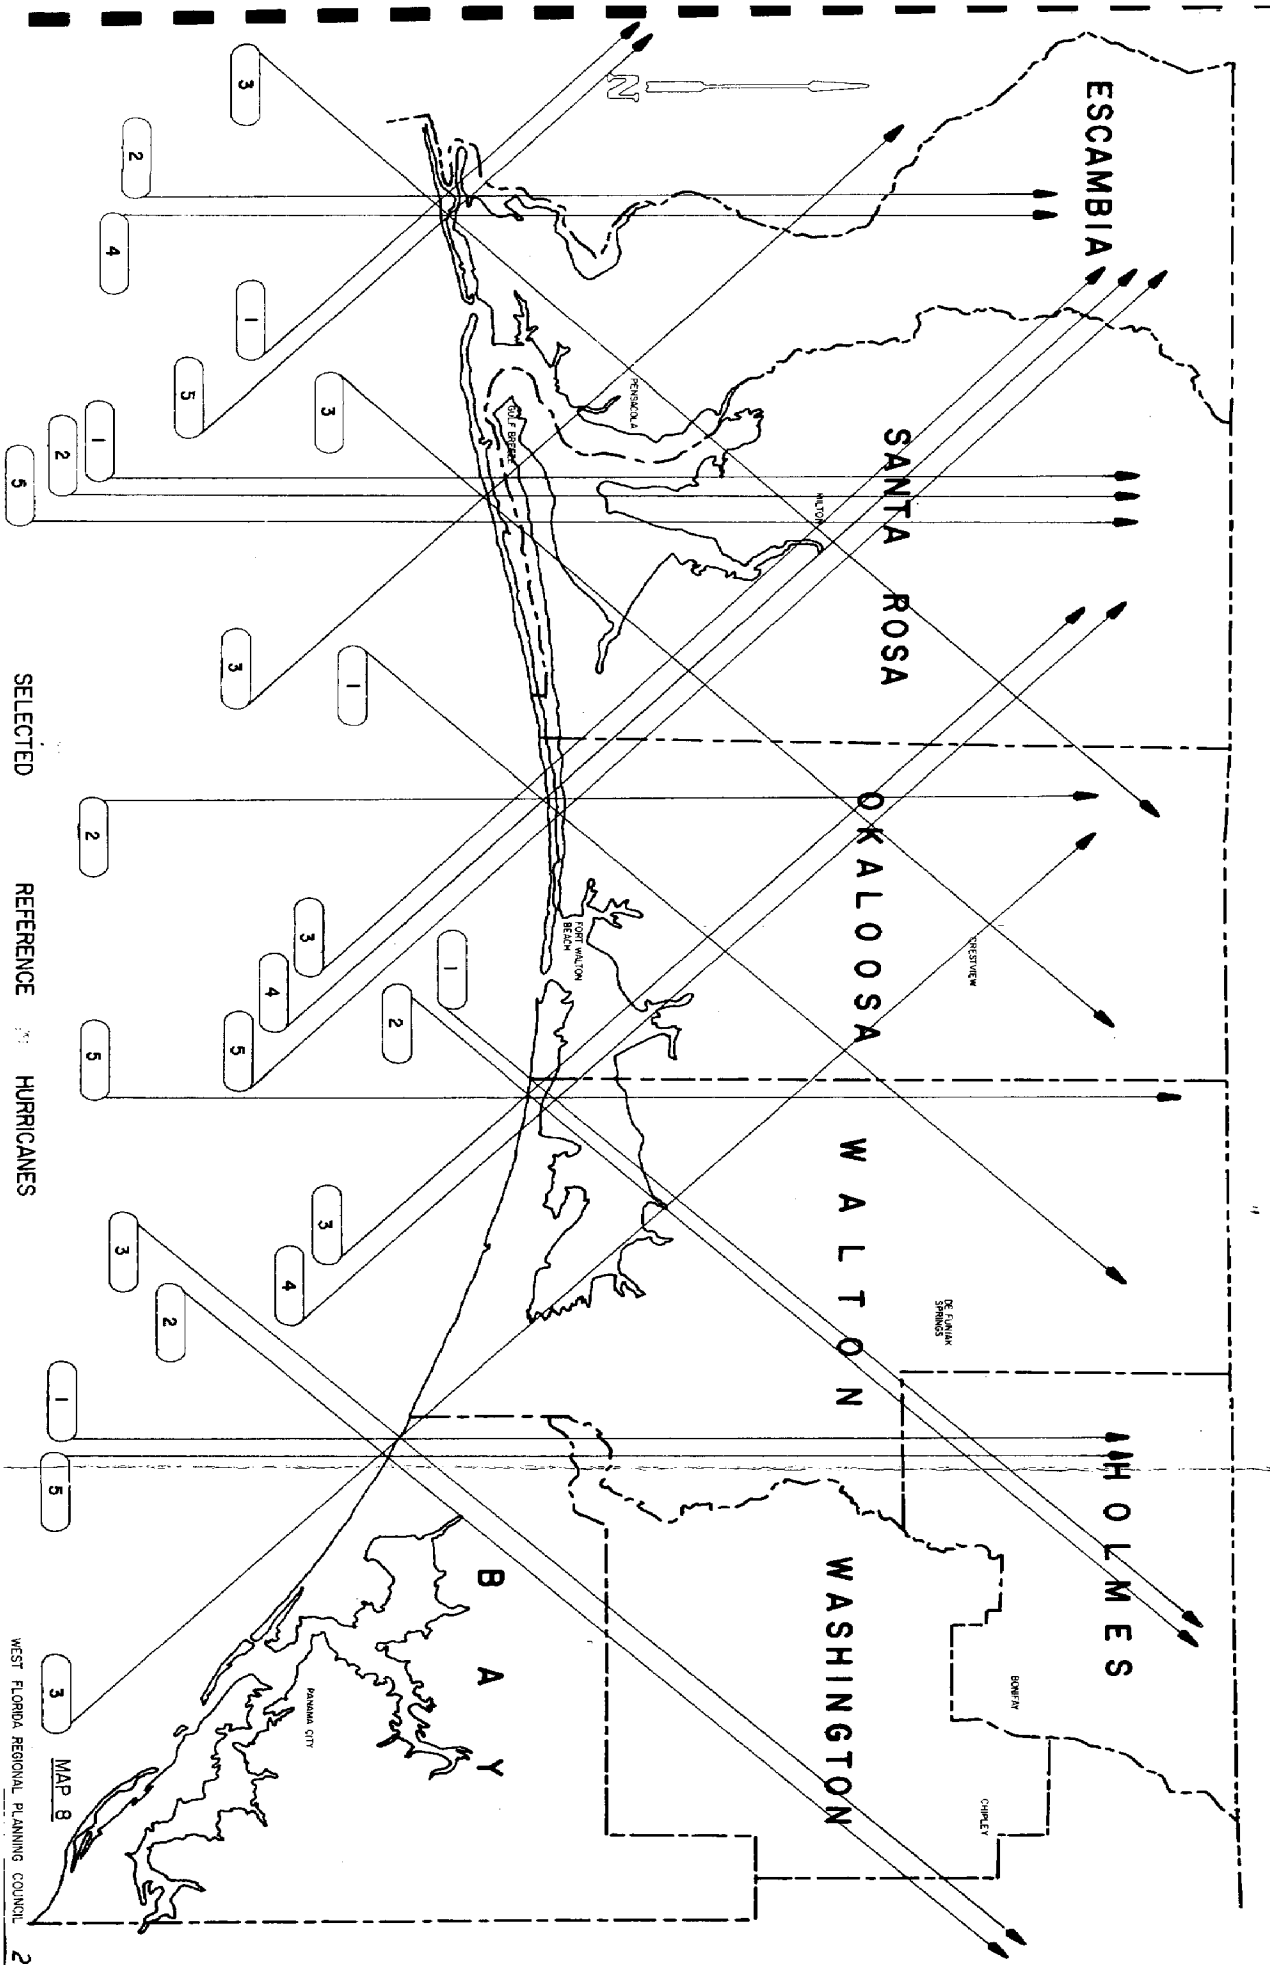 ESCAMBIA
SANTA ROSA
OKALOOSA
WALTON
HOLMES
WASHINGTON
BAY
N
PENSACOLA
GULF BREEZE
MILTON
CRESTVIEW
FORT WALTON
BEACH
DE FUNIAK
SPRINGS
BONIFAY
CHIPLEY
PANAMA CITY
3
2
4
1
5
3
1
2
5
3
1
2
3
4
5
1
2
5
3
4
3
2
1
5
3
SELECTED REFERENCE HURRICANES
MAP 8
WEST FLORIDA REGIONAL PLANNING COUNCIL
2